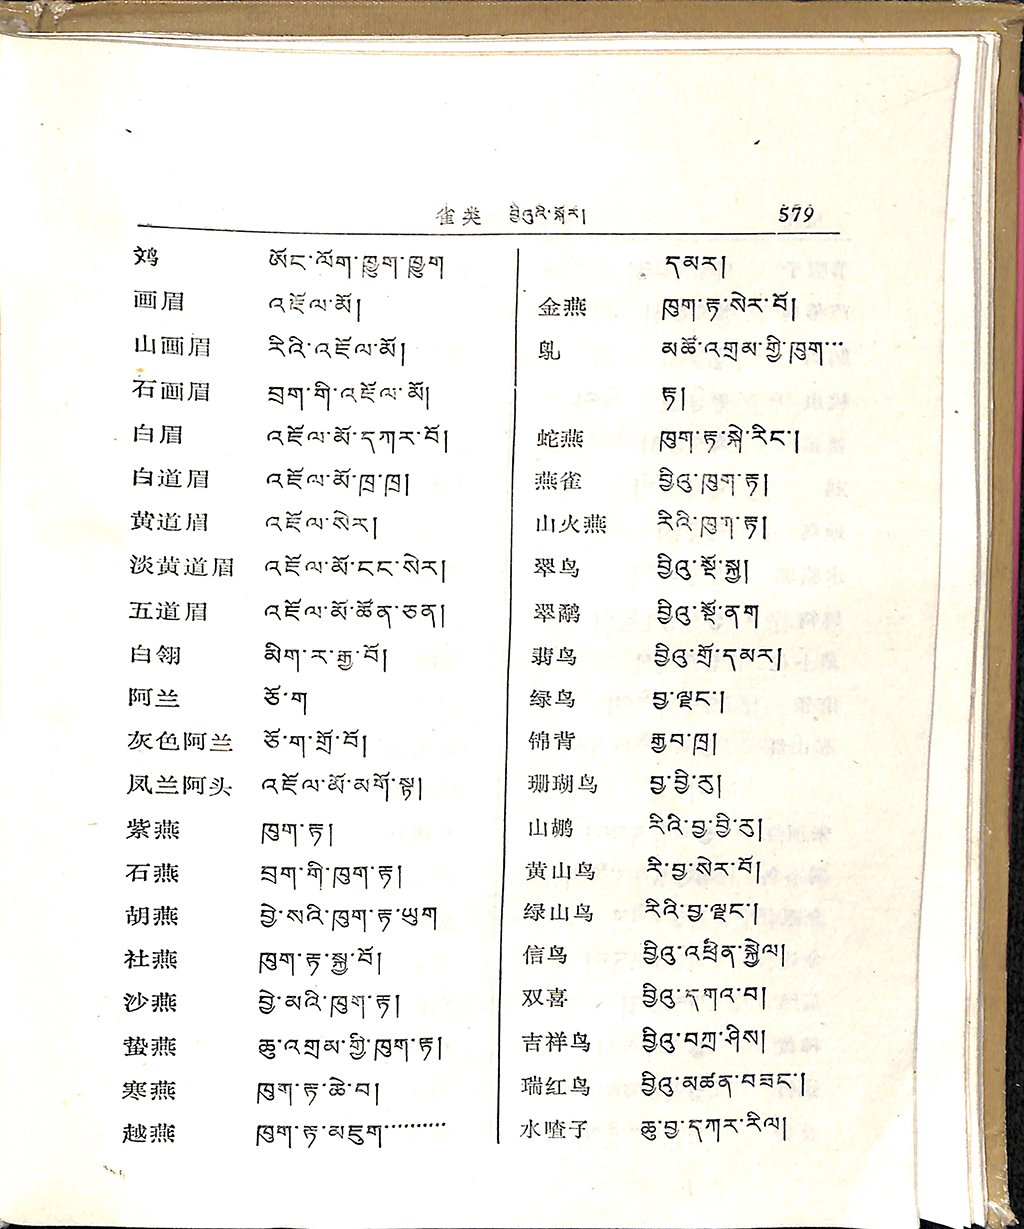 雀类 བྱིའུའི་སྐོར། 579
鹀 ཨོང་ལོག་ཁྱུག་ཁྱུག
画眉 འཇོལ་མོ།
山画眉 རིའི་འཇོལ་མོ།
石画眉 བྲག་གི་འཇོལ་མོ།
白眉 འཇོལ་མོ་དཀར་པོ།
白道眉 འཇོལ་མོ་ཁྲ་ཁྲ།
黄道眉 འཇོལ་སེར།
淡黄道眉 འཇོལ་མོ་ངང་སེར།
五道眉 འཇོལ་མོ་ཚོན་ཅན།
白翎 མིག་ར་རྒྱ་བོ།
阿兰 ཅོ་ག
灰色阿兰 ཅོ་ག་གྲོ་བོ།
凤兰阿头 འཇོལ་མོ་མགོ་ལྟ།
紫燕 ཁུག་ཏ།
石燕 བྲག་གི་ཁུག་ཏ།
胡燕 བྱེ་སའི་ཁུག་ཏ་ཡུག
社燕 ཁུག་ཏ་སྐྱ་བོ།
沙燕 བྱེ་མའི་ཁུག་ཏ།
蛰燕 ཆུ་འགྲམ་གྱི་ཁུག་ཏ།
寒燕 ཁུག་ཏ་ཆེ་བ།
越燕 ཁུག་ཏ་མཇུག··········
དམར།
金燕 ཁུག་ཏ་སེར་པོ།
鳦 མཚོ་འགྲམ་གྱི་ཁུག···
ཏ།
蛇燕 ཁུག་ཏ་སྐེ་རིང་།
燕雀 བྱིའུ་ཁུག་ཏ།
山火燕 རིའི་ཁུག་ཏ།
翠鸟 བྱིའུ་སྔོ་སྐྱ།
翠鹬 བྱིའུ་སྔོ་ནག
翡鸟 བྱིའུ་གྲོ་དམར།
绿鸟 བྱ་ལྗང་།
锦背 རྒྱབ་ཁྲ།
珊瑚鸟 བྱ་བྱི་རུ།
山鹕 རིའི་བྱ་བྱི་རུ།
黄山鸟 རི་བྱ་སེར་པོ།
绿山鸟 རིའི་བྱ་ལྗང་།
信鸟 བྱིའུ་འཕྲིན་སྐྱེལ།
双喜 བྱིའུ་དགའ་བ།
吉祥鸟 བྱིའུ་བཀྲ་ཤིས།
瑞红鸟 བྱིའུ་མཚན་བཟང་།
水喳子 ཆུ་བྱ་དཀར་རིལ།